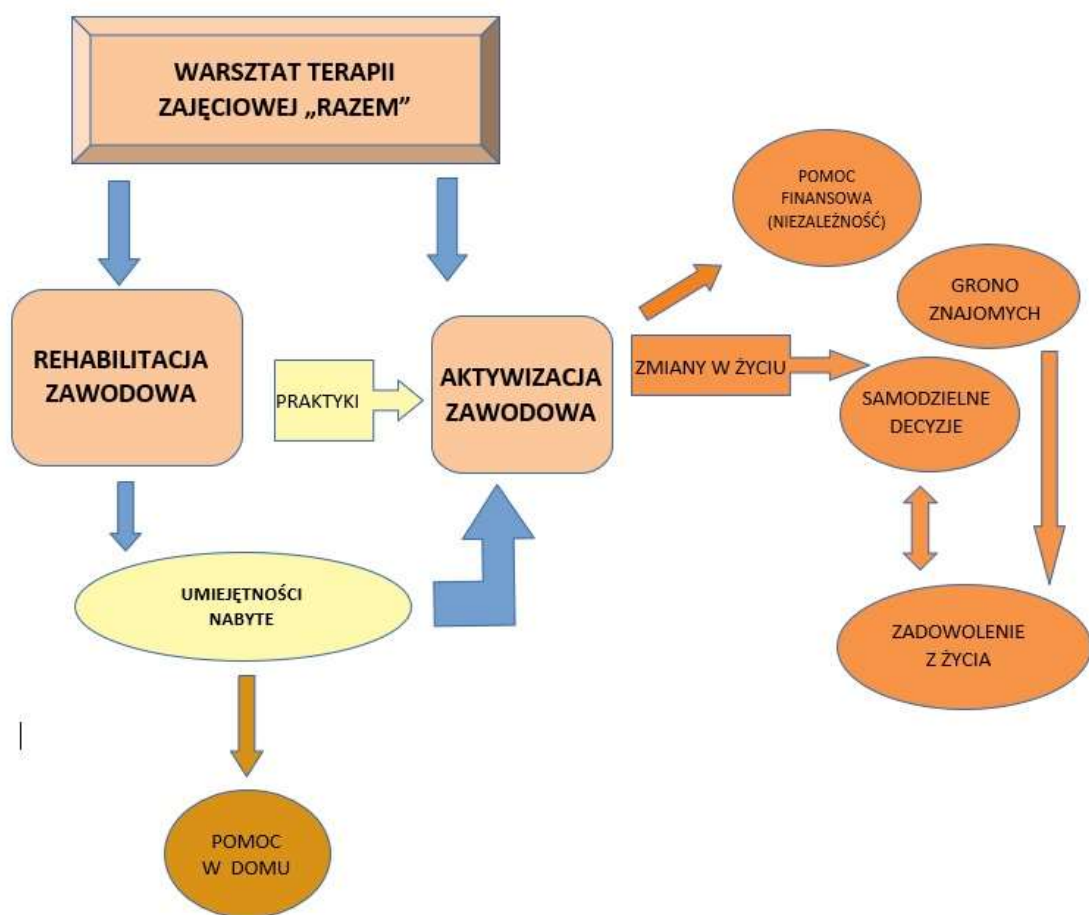 WARSZTAT TERAPII
ZAJĘCIOWEJ „RAZEM”
POMOC
FINANSOWA
(NIEZALEŻNOŚĆ)
GRONO
ZNAJOMYCH
REHABILITACJA
ZAWODOWA
PRAKTYKI
AKTYWIZACJA
ZAWODOWA
ZMIANY W ŻYCIU
SAMODZIELNE
DECYZJE
UMIEJĘTNOŚCI
NABYTE
ZADOWOLENIE
Z ŻYCIA
POMOC
W DOMU